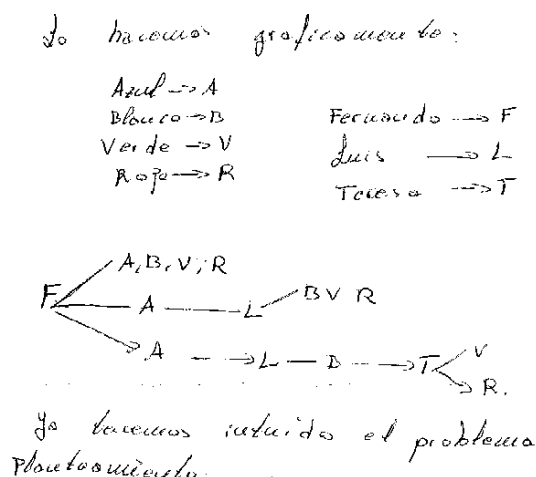 Lo hacemos graficamente:
Azul → A
Blanco → B
Verde → V
Rojo → R
Fernando → F
Luis → L
Teresa → T
A, B, V, R
F A L B V R
A → L — B → T V
R.
Ya tenemos intuido el problema
Planteamiento.